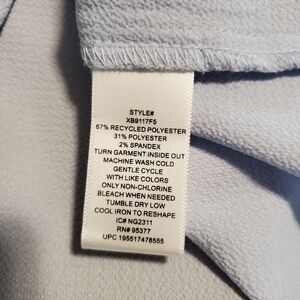 STYLE#
XB9117F5
67% RECYCLED POLYESTER
31% POLYESTER
2% SPANDEX
TURN GARMENT INSIDE OUT
MACHINE WASH COLD
GENTLE CYCLE
WITH LIKE COLORS
ONLY NON-CHLORINE
BLEACH WHEN NEEDED
TUMBLE DRY LOW
COOL IRON TO RESHAPE
IC# NG2311
RN# 95377
UPC 195517478555